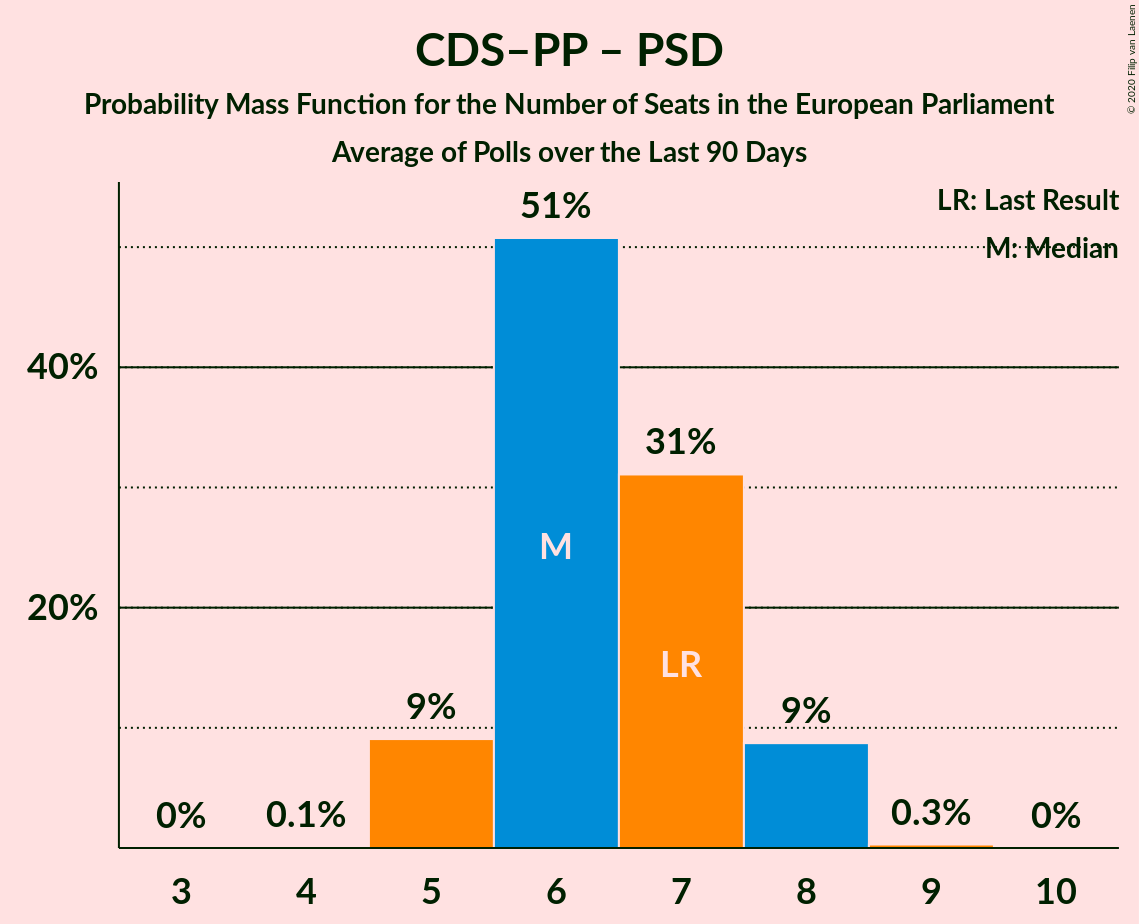 CDS–PP – PSD
Probability Mass Function for the Number of Seats in the European Parliament
Average of Polls over the Last 90 Days
© 2020 Filip van Laenen
LR: Last Result
M: Median
51%
40%
31%
M
20%
LR
9%
9%
0%
0.1%
0.3%
0%
3 4 5 6 7 8 9 10